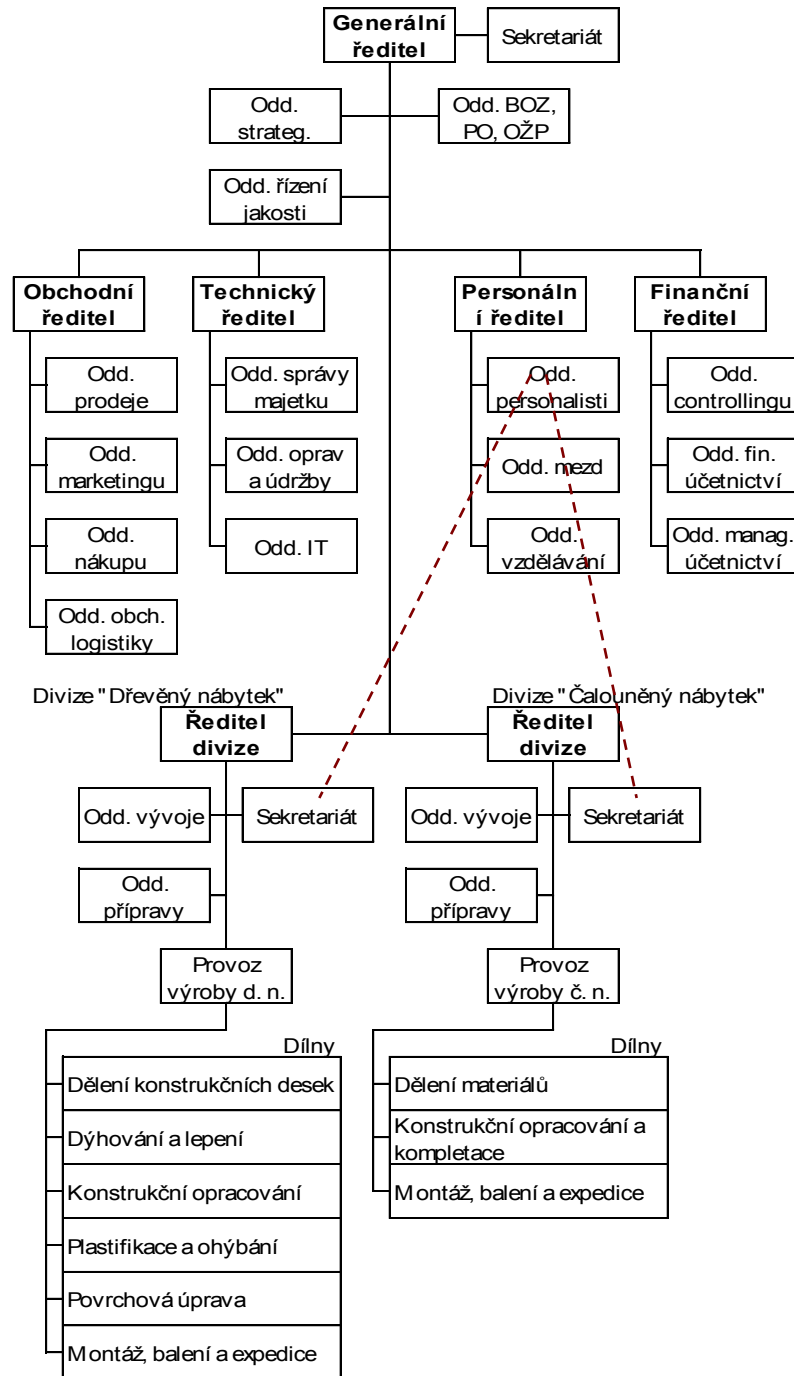 Generální
ředitel
Sekretariát
Odd.
strateg.
Odd. BOZ,
PO, OŽP
Odd. řízení
jakosti
Obchodní
ředitel
Technický
ředitel
Personáln
í ředitel
Finanční
ředitel
Odd.
prodeje
Odd. správy
majetku
Odd.
personalisti
Odd.
controllingu
Odd.
marketingu
Odd. oprav
a údržby
Odd. mezd
Odd. fin.
účetnictví
Odd.
nákupu
Odd. IT
Odd.
vzdělávání
Odd. manag.
účetnictví
Odd. obch.
logistiky
Divize "Dřevěný nábytek"
Divize "Čalouněný nábytek"
Ředitel
divize
Ředitel
divize
Odd. vývoje
Sekretariát
Odd. vývoje
Sekretariát
Odd.
přípravy
Odd.
přípravy
Provoz
výroby d. n.
Provoz
výroby č. n.
Dílny
Dělení konstrukčních desek
Dýhování a lepení
Konstrukční opracování
Plastifikace a ohýbání
Povrchová úprava
Montáž, balení a expedice
Dílny
Dělení materiálů
Konstrukční opracování a
kompletace
Montáž, balení a expedice